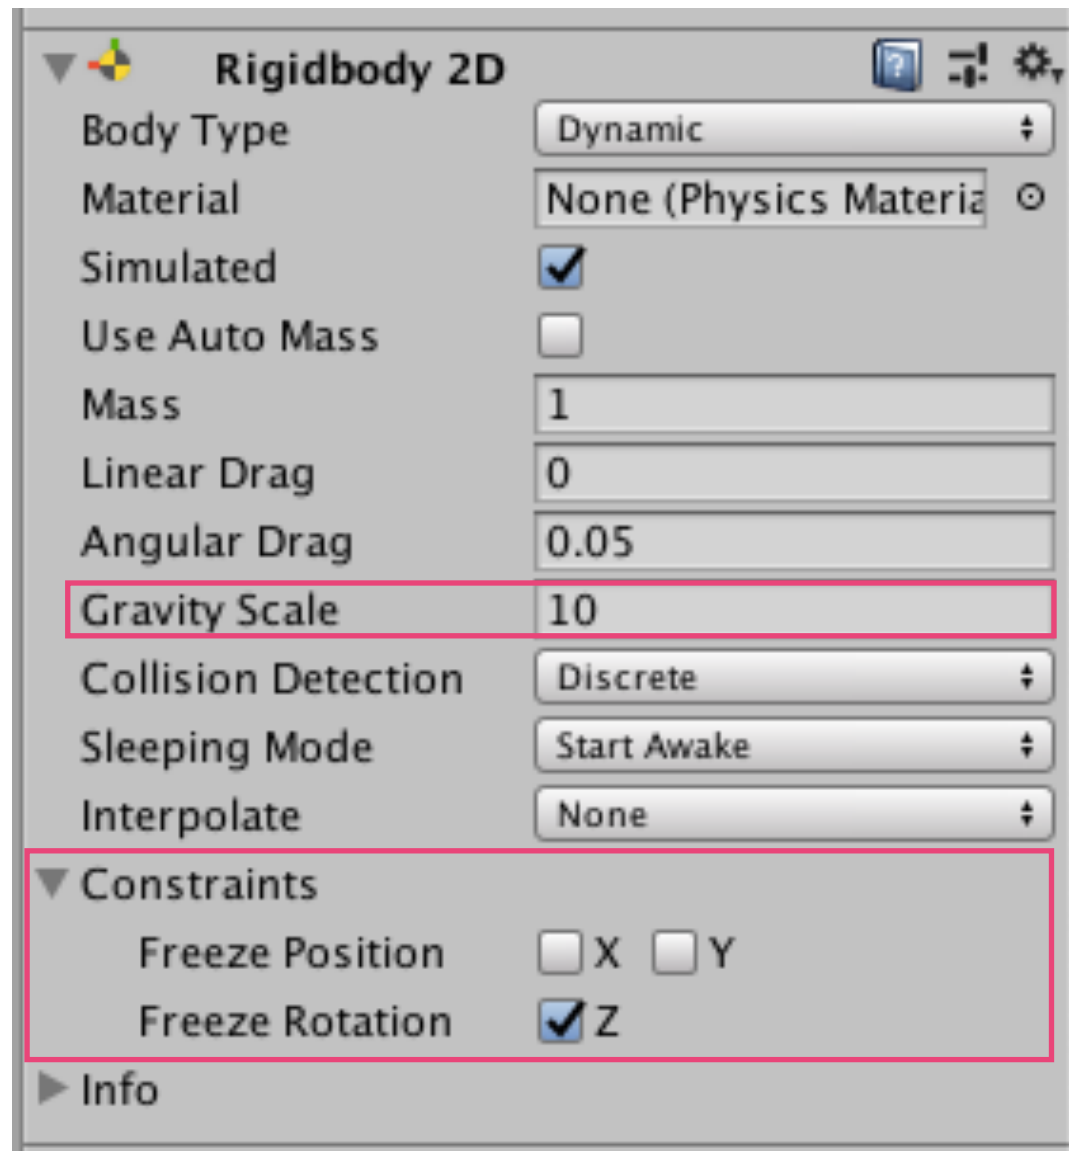 Rigidbody 2D
Body Type Dynamic
Material None (Physics Materia
Simulated
Use Auto Mass
Mass 1
Linear Drag 0
Angular Drag 0.05
Gravity Scale 10
Collision Detection Discrete
Sleeping Mode Start Awake
Interpolate None
Constraints
Freeze Position X Y
Freeze Rotation Z
Info